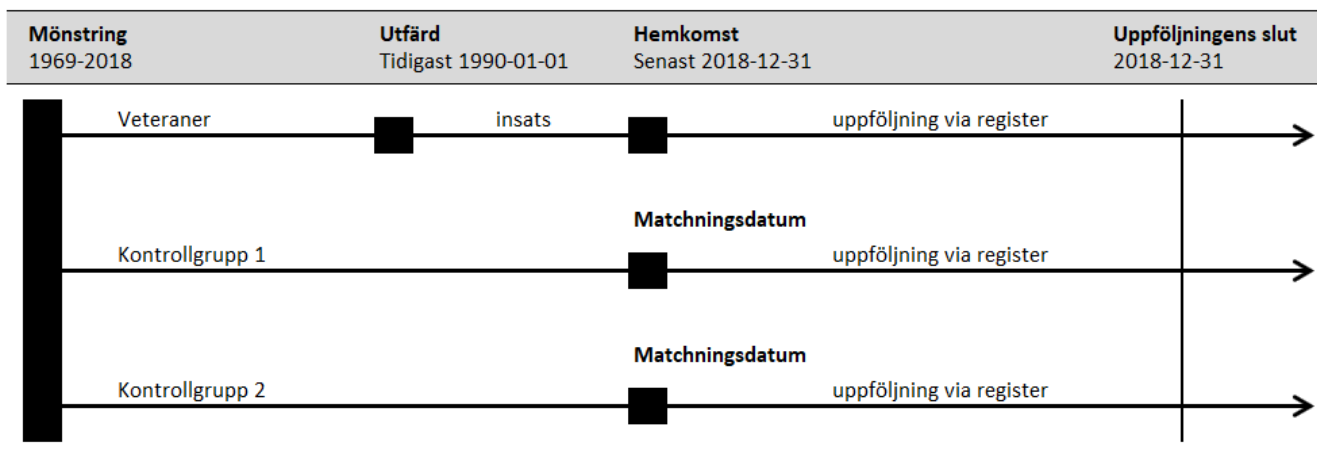 Mönstring
1969-2018
Utfärd
Tidigast 1990-01-01
Hemkomst
Senast 2018-12-31
Uppföljningens slut
2018-12-31
Veteraner
insats
uppföljning via register
Matchningsdatum
Kontrollgrupp 1
uppföljning via register
Matchningsdatum
Kontrollgrupp 2
uppföljning via register